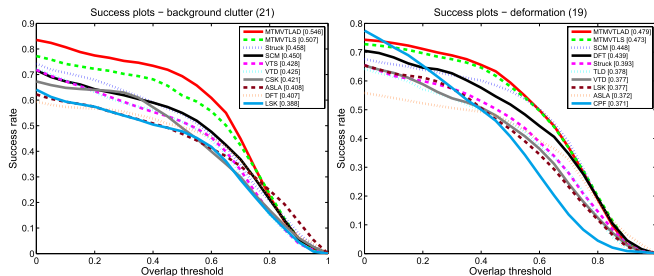 Success plots − background clutter (21)
0.9
0.8
0.7
0.6
0.5
0.4
0.3
0.2
0.1
0
Success rate
MTMVTLAD [0.546]
MTMVTLS [0.507]
Struck [0.458]
SCM [0.450]
VTS [0.428]
VTD [0.425]
CSK [0.421]
ASLA [0.408]
DFT [0.407]
LSK [0.388]
0 0.2 0.4 0.6 0.8 1
Overlap threshold
Success plots − deformation (19)
0.8
0.7
0.6
0.5
0.4
0.3
0.2
0.1
0
Success rate
MTMVTLAD [0.479]
MTMVTLS [0.473]
SCM [0.448]
DFT [0.439]
Struck [0.393]
TLD [0.378]
VTD [0.377]
LSK [0.377]
ASLA [0.372]
CPF [0.371]
0 0.2 0.4 0.6 0.8
Overlap threshold